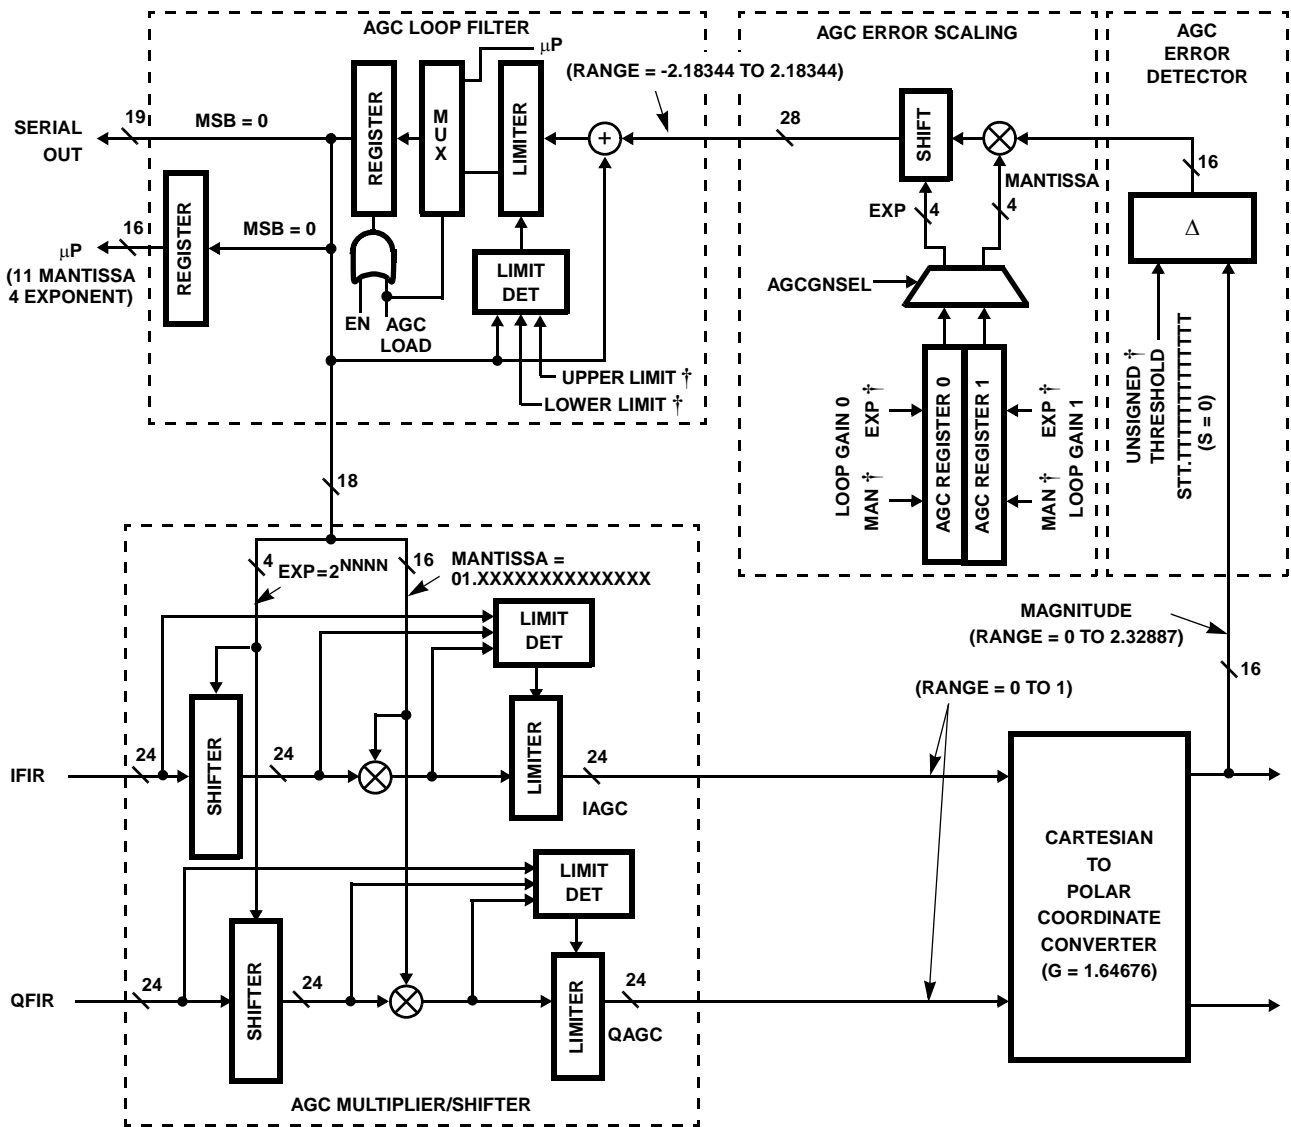 AGC LOOP FILTER
μP
REGISTER
MUX
LIMITER
19
MSB = 0
SERIAL
OUT
REGISTER
16
MSB = 0
μP
(11 MANTISSA
4 EXPONENT)
EN
AGC
LOAD
LIMIT
DET
+
UPPER LIMIT †
LOWER LIMIT †
(RANGE = -2.18344 TO 2.18344)
28
AGC ERROR SCALING
SHIFT
MANTISSA
EXP
4
4
AGCGNSEL
AGC REGISTER 0
AGC REGISTER 1
LOOP GAIN 0
EXP †
MAN †
EXP †
MAN †
LOOP GAIN 1
AGC
ERROR
DETECTOR
16
Δ
UNSIGNED †
THRESHOLD
STT.TTTTTTTTTTTTT
(S = 0)
18
4
EXP=2NNNN
16
MANTISSA =
01.XXXXXXXXXXXXXX
LIMIT
DET
IFIR
24
SHIFTER
24
LIMITER
24
IAGC
LIMIT
DET
QFIR
24
SHIFTER
24
LIMITER
24
QAGC
AGC MULTIPLIER/SHIFTER
MAGNITUDE
(RANGE = 0 TO 2.32887)
16
(RANGE = 0 TO 1)
CARTESIAN
TO
POLAR
COORDINATE
CONVERTER
(G = 1.64676)